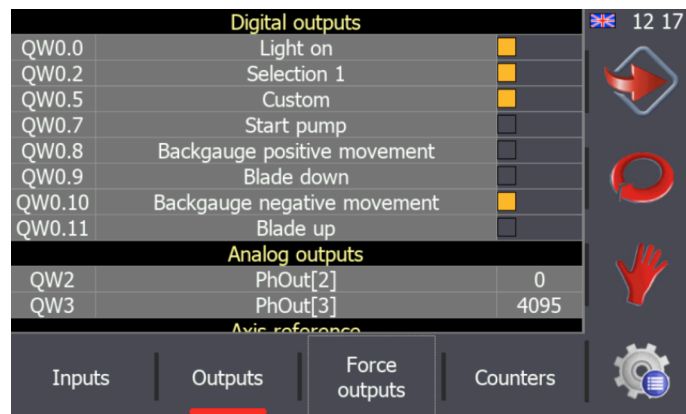 Digital outputs
12 17
QW0.0 Light on
QW0.2 Selection 1
QW0.5 Custom
QW0.7 Start pump
QW0.8 Backgauge positive movement
QW0.9 Blade down
QW0.10 Backgauge negative movement
QW0.11 Blade up
Analog outputs
QW2 PhOut[2] 0
QW3 PhOut[3] 4095
Axis reference
Inputs
Outputs
Force
outputs
Counters